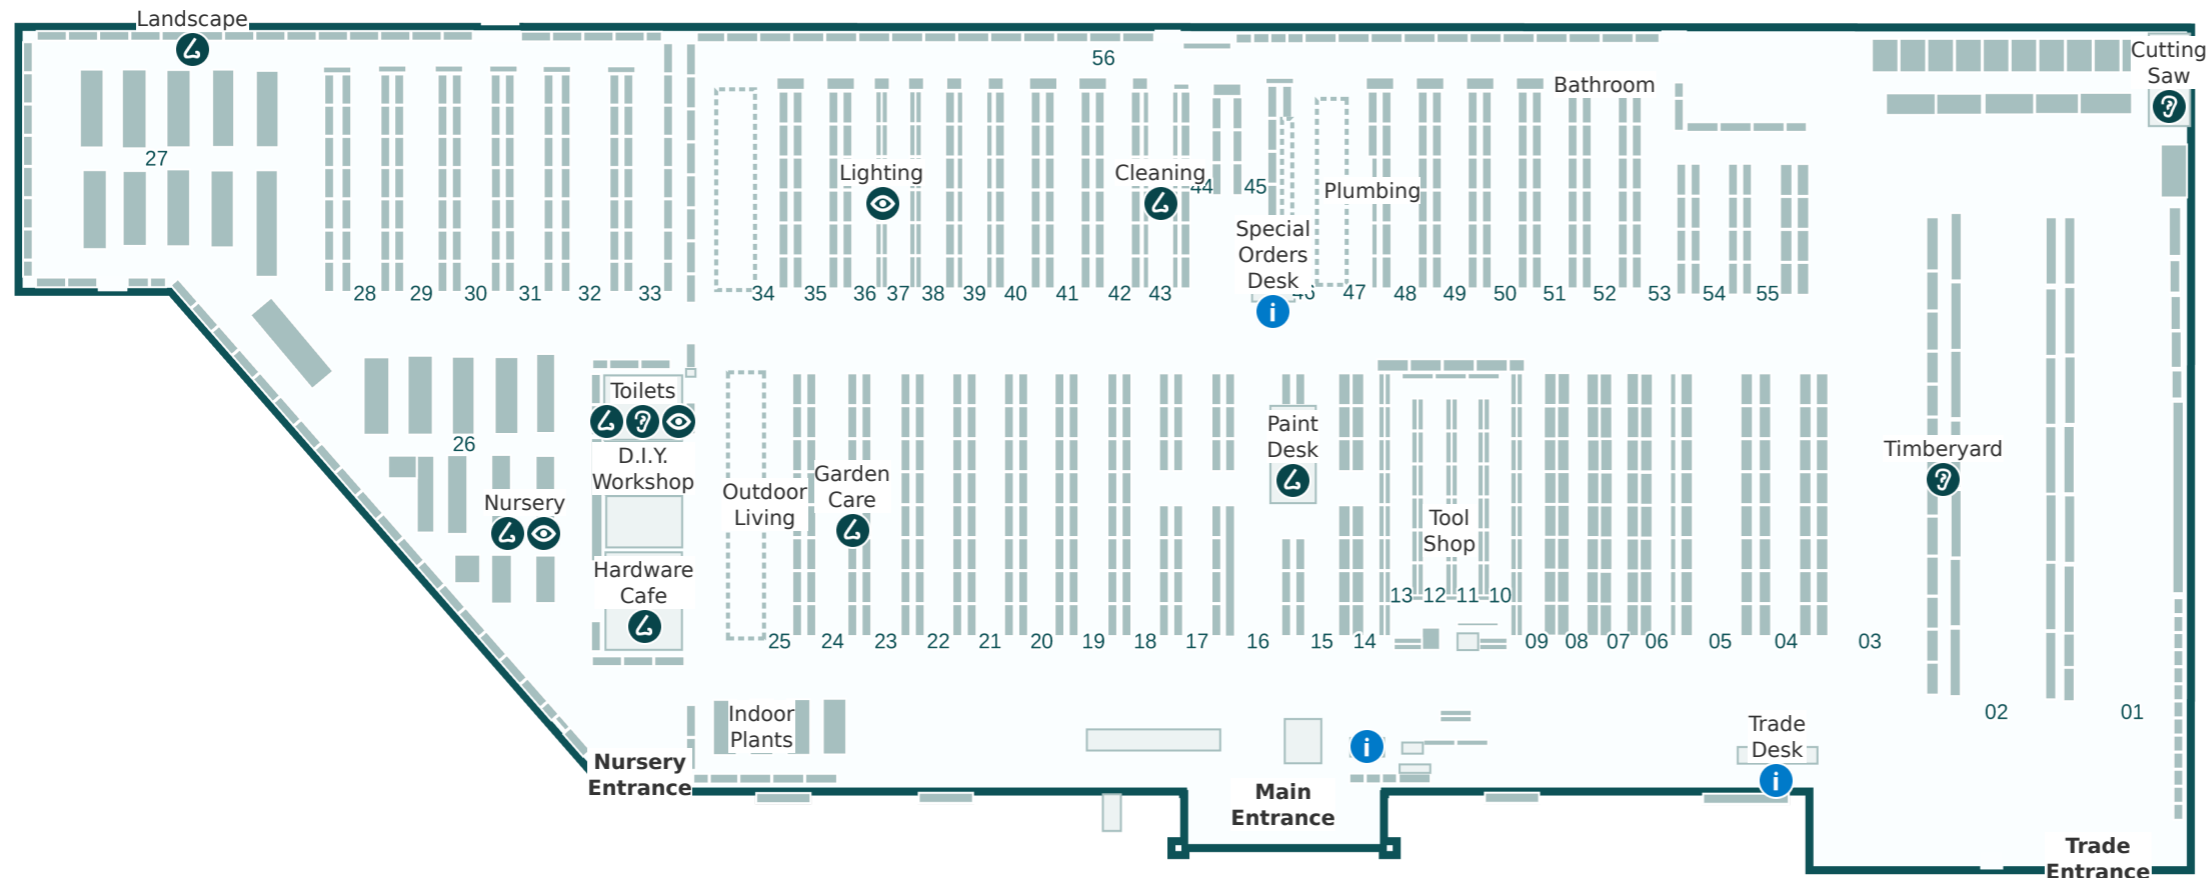 Landscape
56
Cutting
Saw
Bathroom
27
Lighting
Cleaning
44
45
Plumbing
Special
Orders
Desk
28
29
30
31
32
33
34
35
36
37
38
39
40
41
42
43
46
47
48
49
50
51
52
53
54
55
Toilets
26
D.I.Y.
Workshop
Nursery
Outdoor
Living
Garden
Care
Paint
Desk
Tool
Shop
Timberyard
Hardware
Cafe
13
12
11
10
25
24
23
22
21
20
19
18
17
16
15
14
09
08
07
06
05
04
03
02
01
Indoor
Plants
Trade
Desk
Nursery
Entrance
Main
Entrance
Trade
Entrance